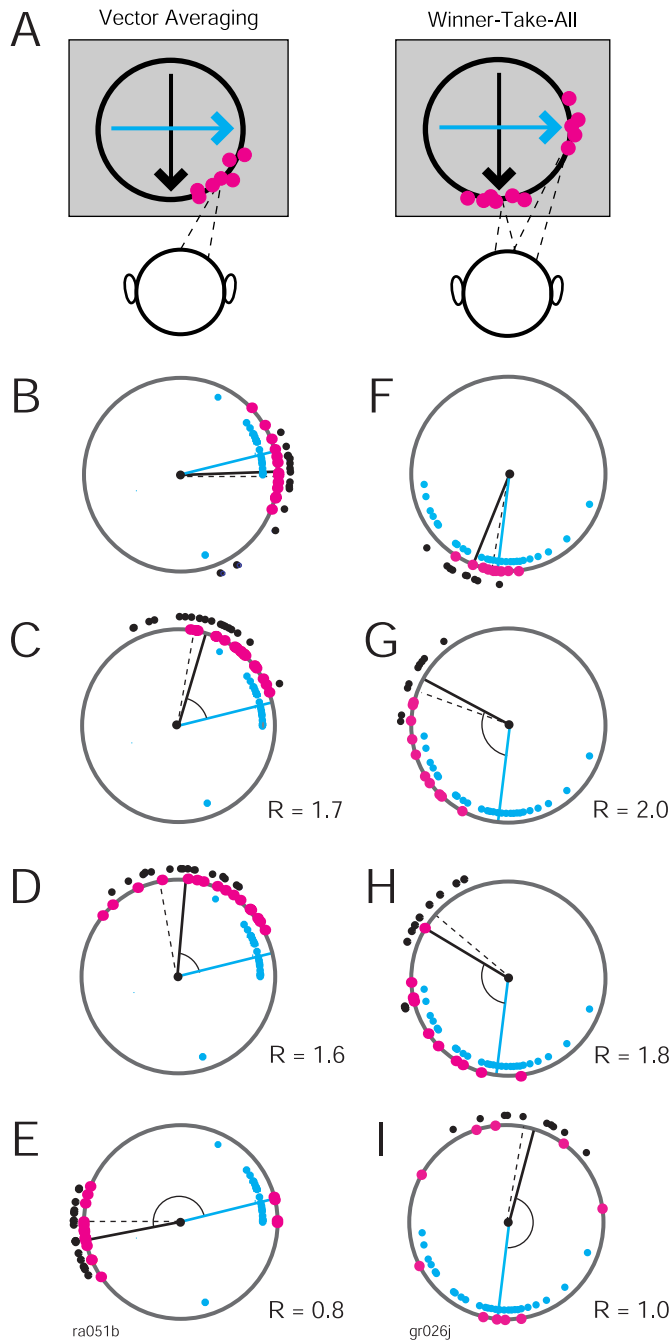 Vector Averaging
Winner-Take-All
A
B
F
C
R = 1.7
G
R = 2.0
D
R = 1.6
H
R = 1.8
E
R = 0.8
I
R = 1.0
ra051b
gr026j